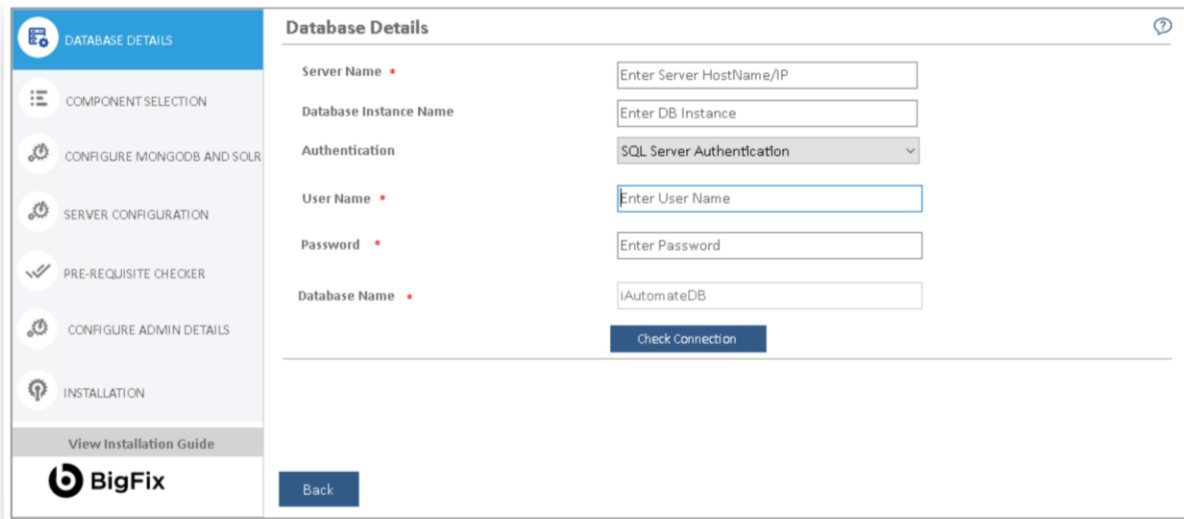 DATABASE DETAILS
COMPONENT SELECTION
CONFIGURE MONGODB AND SOLR
SERVER CONFIGURATION
PRE-REQUISITE CHECKER
CONFIGURE ADMIN DETAILS
INSTALLATION
View Installation Guide
BigFix
Database Details
?
Server Name *
Enter Server HostName/IP
Database Instance Name
Enter DB Instance
Authentication
SQL Server Authentication
User Name *
Enter User Name
Password *
Enter Password
Database Name *
iAutomateDB
Check Connection
Back